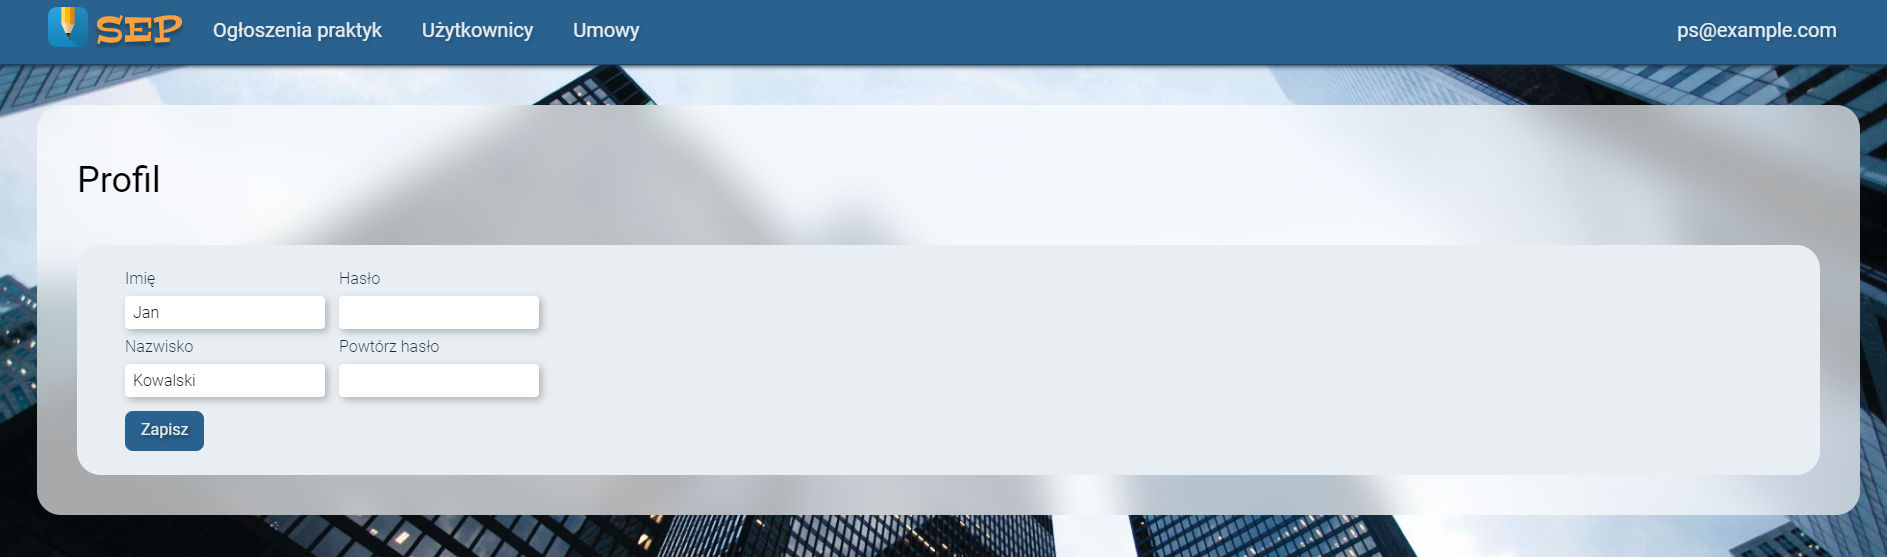 SEP Ogłoszenia praktyk Użytkownicy Umowy ps@example.com
Profil
Imię Hasło
Jan
Nazwisko Powtórz hasło
Kowalski
Zapisz